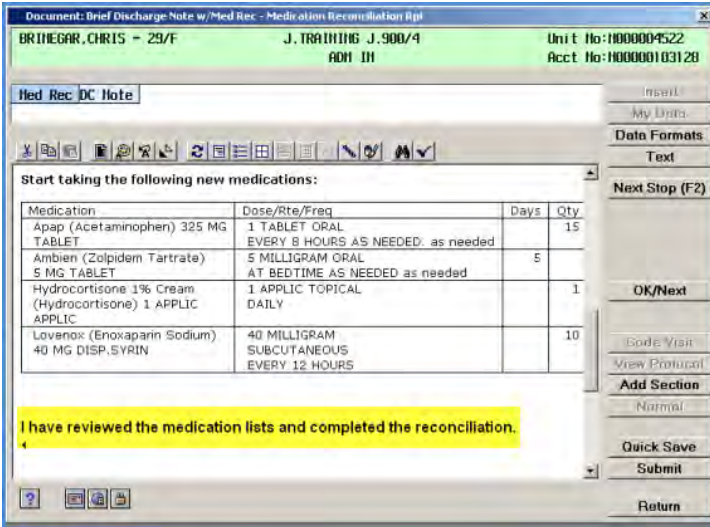 Document: Brief Discharge Note w/Med Rec - Medication Reconciliation Rpt
BRINEGAR,CHRIS - 29/F J.TRAINING J.900/4 Unit No:M000004522
ADM IN Acct No:M00000103128
Med Rec DC Note
Insert
My Data
Data Formats
Text
Next Stop (F2)
Start taking the following new medications:
Medication Dose/Rte/Freq Days Qty
Apap (Acetaminophen) 325 MG 1 TABLET ORAL 15
TABLET EVERY 8 HOURS AS NEEDED. as needed
Ambien (Zolpidem Tartrate) 5 MILLIGRAM ORAL 5
5 MG TABLET AT BEDTIME AS NEEDED as needed
Hydrocortisone 1% Cream 1 APPLIC TOPICAL 1
(Hydrocortisone) 1 APPLIC DAILY
APPLIC
Lovenox (Enoxaparin Sodium) 40 MILLIGRAM 10
40 MG DISP.SYRIN SUBCUTANEOUS
EVERY 12 HOURS
I have reviewed the medication lists and completed the reconciliation.
OK/Next
Code Visit
View Protocol
Add Section
Normal
Quick Save
Submit
Return